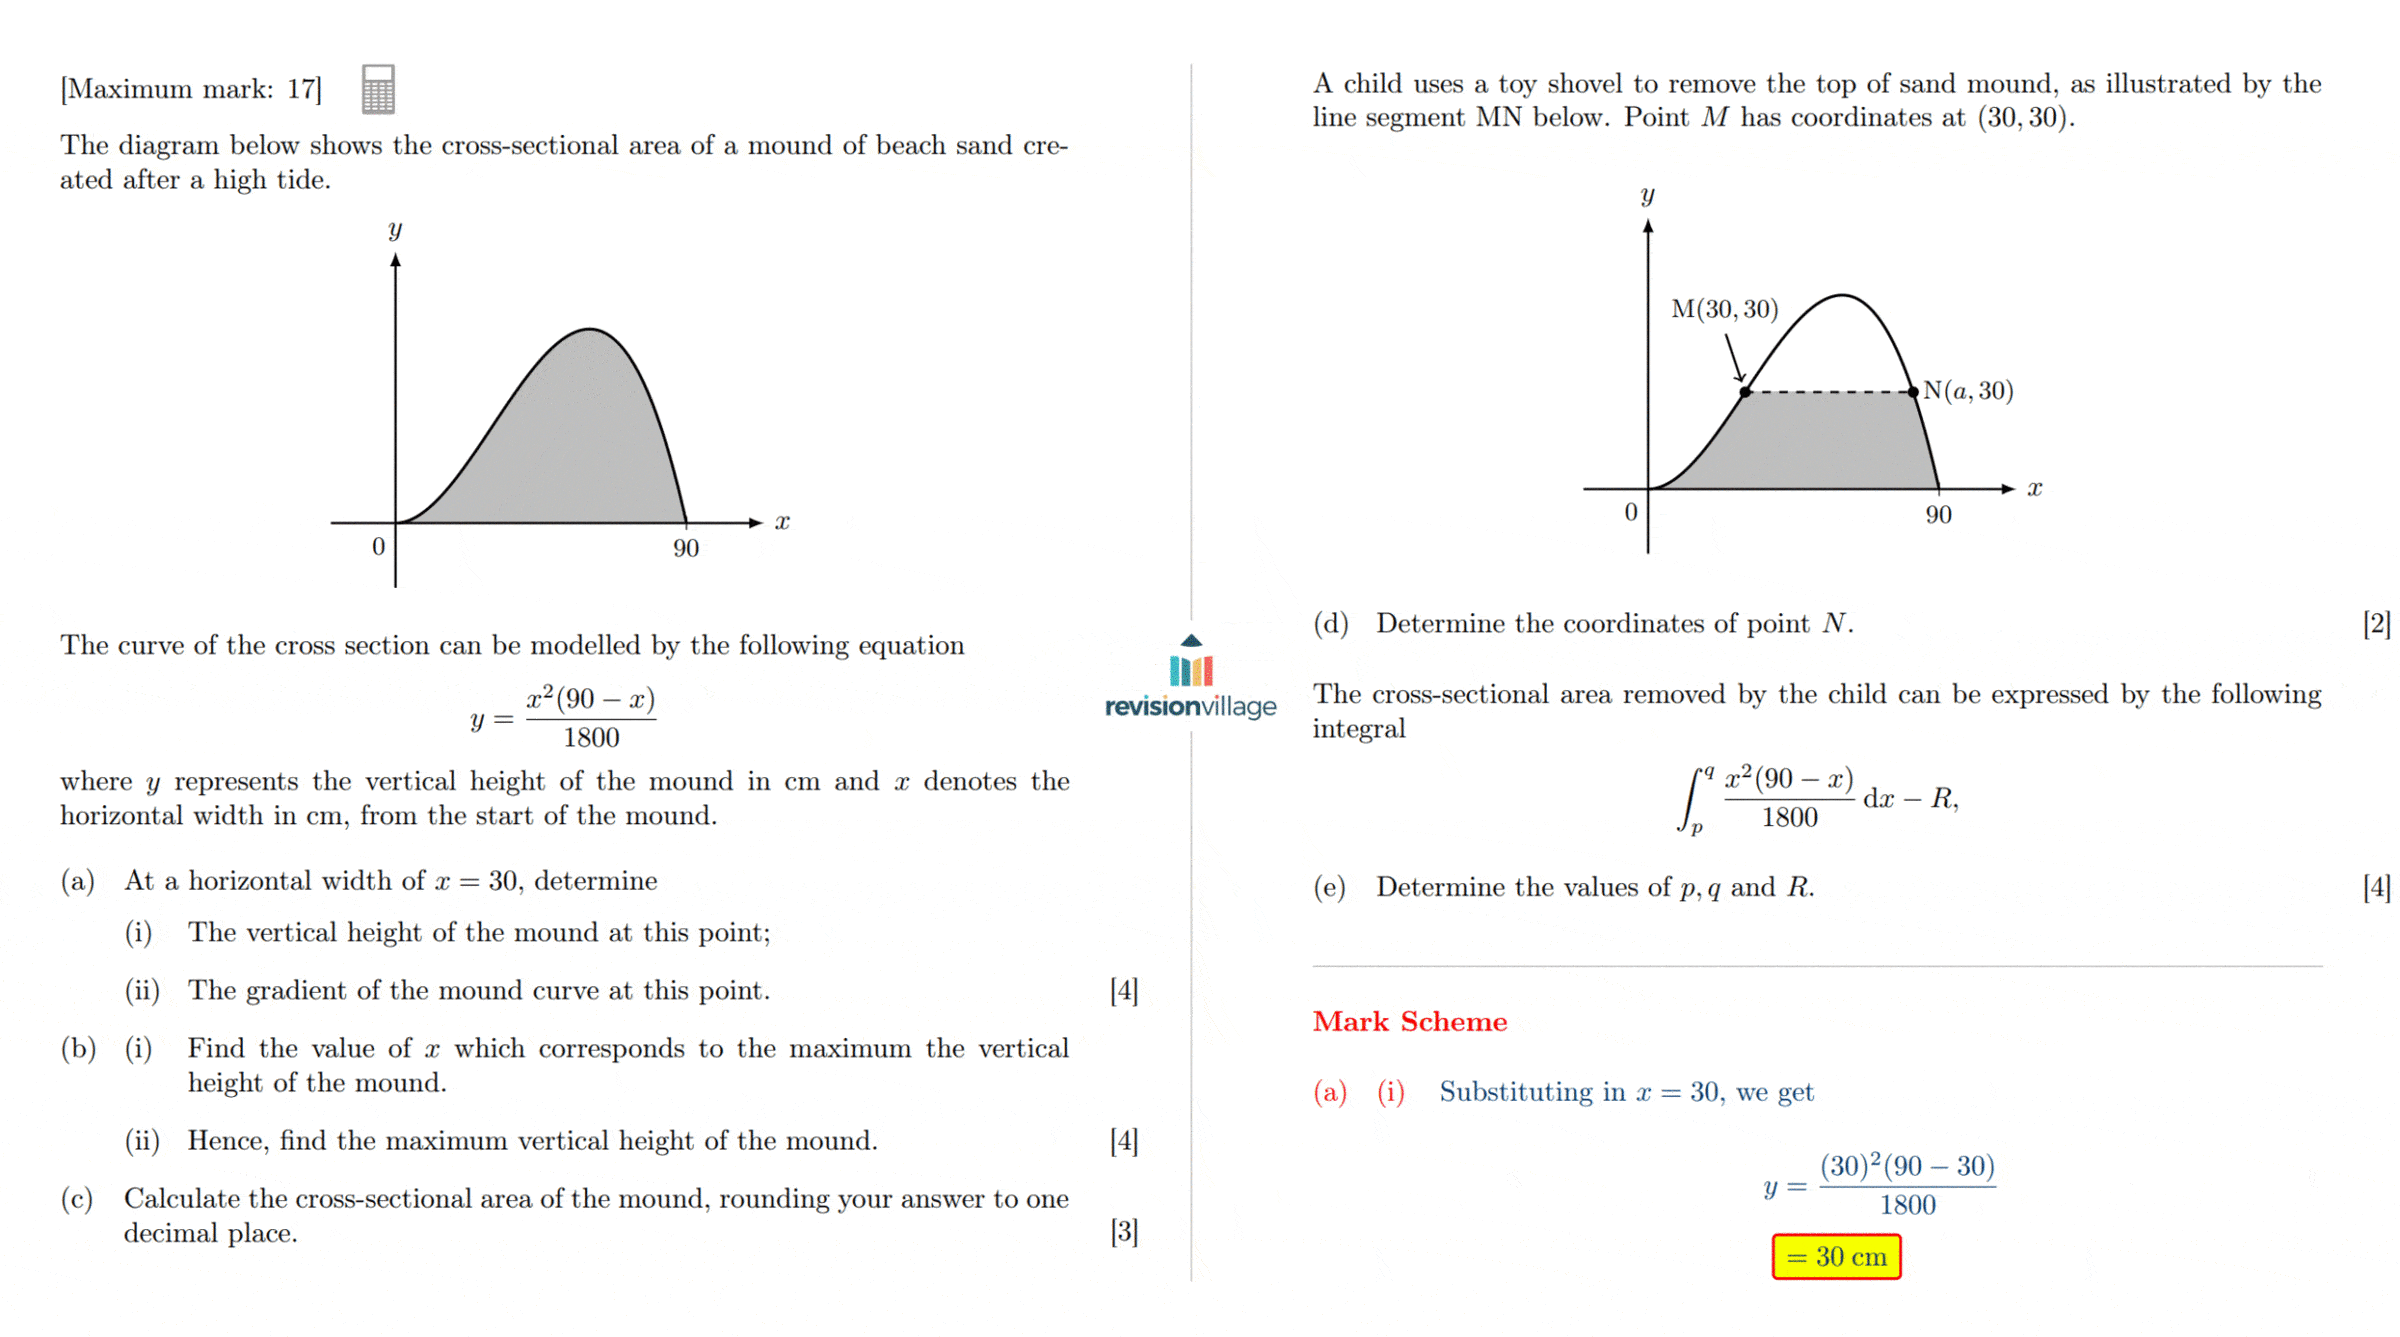 [Maximum mark: 17]
The diagram below shows the cross-sectional area of a mound of beach sand cre-
ated after a high tide.
y
x
0
90
The curve of the cross section can be modelled by the following equation
y = x²(90 − x) / 1800
where y represents the vertical height of the mound in cm and x denotes the
horizontal width in cm, from the start of the mound.
(a) At a horizontal width of x = 30, determine
(i) The vertical height of the mound at this point;
(ii) The gradient of the mound curve at this point. [4]
(b) (i) Find the value of x which corresponds to the maximum the vertical
height of the mound.
(ii) Hence, find the maximum vertical height of the mound. [4]
(c) Calculate the cross-sectional area of the mound, rounding your answer to one
decimal place. [3]
revisionvillage
A child uses a toy shovel to remove the top of sand mound, as illustrated by the
line segment MN below. Point M has coordinates at (30, 30).
y
M(30, 30)
N(a, 30)
x
0
90
(d) Determine the coordinates of point N. [2]
The cross-sectional area removed by the child can be expressed by the following
integral
∫_p^q x²(90 − x) / 1800 dx − R,
(e) Determine the values of p, q and R. [4]
Mark Scheme
(a) (i) Substituting in x = 30, we get
y = (30)²(90 − 30) / 1800
= 30 cm